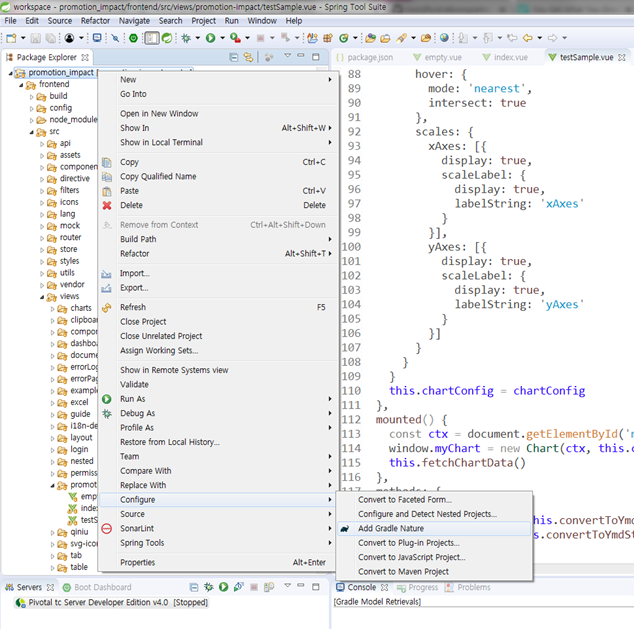 workspace - promotion_impact/frontend/src/views/promotion-impact/testSample.vue - Spring Tool Suite
File Edit Source Refactor Navigate Search Project Run Window Help
Package Explorer
promotion_impact
frontend
build
config
node_module
src
api
assets
componen
directive
filters
icons
lang
mock
router
store
styles
utils
vendor
views
charts
clipboa
compo
dashbo
docume
errorLo
errorPa
example
excel
guide
i18n-de
layout
login
nested
permis
promot
emp
inde
testS
qiniu
svg-ico
tab
table
New
Go Into
Open in New Window
Show In Alt+Shift+W
Show in Local Terminal
Copy Ctrl+C
Copy Qualified Name
Paste Ctrl+V
Delete Delete
Remove from Context Ctrl+Alt+Shift+Down
Build Path
Refactor Alt+Shift+T
Import...
Export...
Refresh F5
Close Project
Close Unrelated Project
Assign Working Sets...
Show in Remote Systems view
Validate
Run As
Debug As
Profile As
Restore from Local History...
Team
Compare With
Replace With
Configure
Source
SonarLint
Spring Tools
Properties Alt+Enter
Convert to Faceted Form...
Configure and Detect Nested Projects...
Add Gradle Nature
Convert to Plug-in Projects...
Convert to JavaScript Project...
Convert to Maven Project
package.json empty.vue index.vue testSample.vue
88 hover: {
89 mode: 'nearest',
90 intersect: true
91 },
92 scales: {
93 xAxes: [{
94 display: true,
95 scaleLabel: {
96 display: true,
97 labelString: 'xAxes'
98 }
99 }],
100 yAxes: [{
101 display: true,
102 scaleLabel: {
103 display: true,
104 labelString: 'yAxes'
105 }
106 }]
107 }
108 }
109 }
110 this.chartConfig = chartConfig
111 },
112 mounted() {
113 const ctx = document.getElementById('
114 window.myChart = new Chart(ctx, this.c
115 this.fetchChartData()
116 },
his.convertToYmd
.convertToYmdSt
Servers Boot Dashboard
Pivotal tc Server Developer Edition v4.0 [Stopped]
Console Progress Problems
[Gradle Model Retrievals]